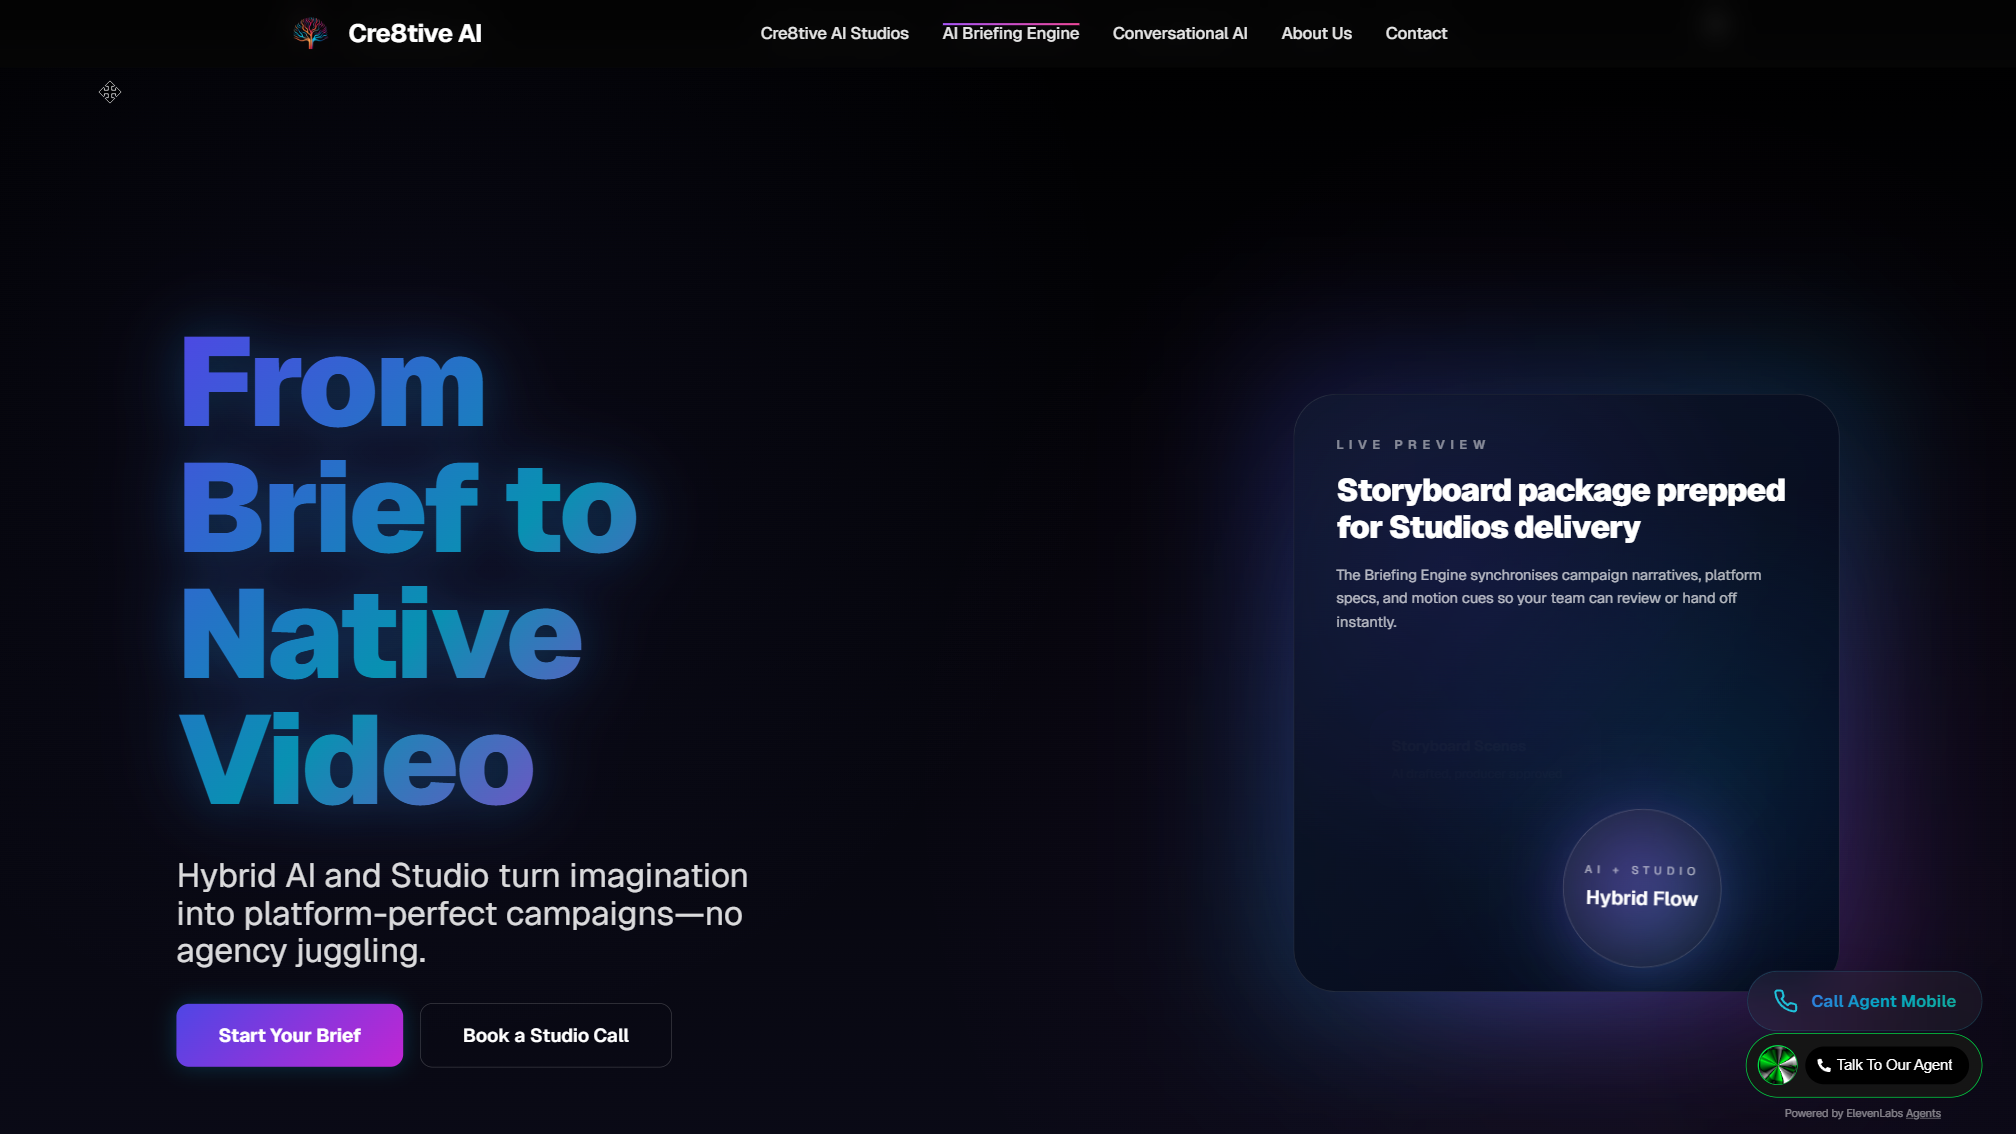 Cre8tive AI
Cre8tive AI Studios
AI Briefing Engine
Conversational AI
About Us
Contact
From
Brief to
Native
Video
Hybrid AI and Studio turn imagination
into platform-perfect campaigns—no
agency juggling.
Start Your Brief
Book a Studio Call
LIVE PREVIEW
Storyboard package prepped
for Studios delivery
The Briefing Engine synchronises campaign narratives, platform
specs, and motion cues so your team can review or hand off
instantly.
Storyboard Scenes
AI + STUDIO
Hybrid Flow
Call Agent Mobile
Talk To Our Agent
Powered by ElevenLabs Agents